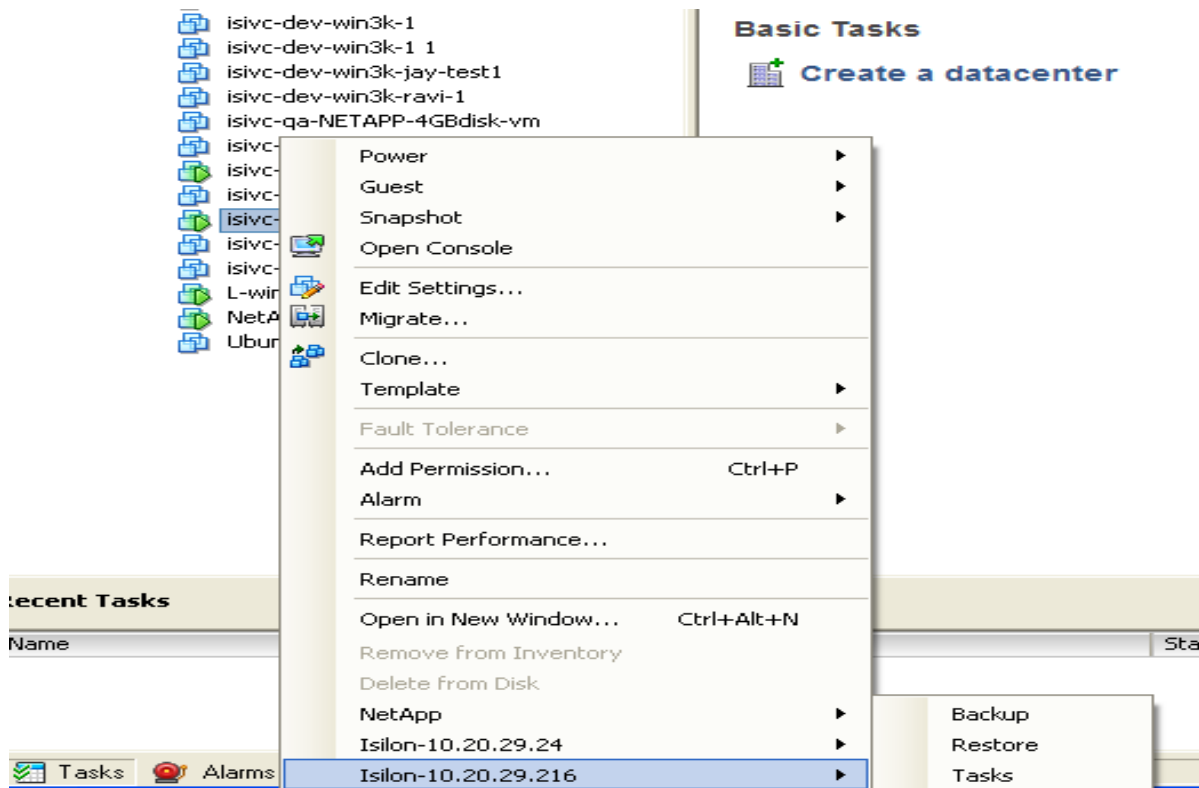 isivc-dev-win3k-1
isivc-dev-win3k-1 1
isivc-dev-win3k-jay-test1
isivc-dev-win3k-ravi-1
isivc-qa-NETAPP-4GBdisk-vm
isivc-
isivc-
isivc-
isivc-
isivc-
isivc-
L-wir
NetA
Ubur
Basic Tasks
Create a datacenter
Power
Guest
Snapshot
Open Console
Edit Settings...
Migrate...
Clone...
Template
Fault Tolerance
Add Permission... Ctrl+P
Alarm
Report Performance...
Rename
Open in New Window... Ctrl+Alt+N
Remove from Inventory
Delete from Disk
NetApp
Isilon-10.20.29.24
Isilon-10.20.29.216
Backup
Restore
Tasks
ecent Tasks
Name
Sta
Tasks Alarms